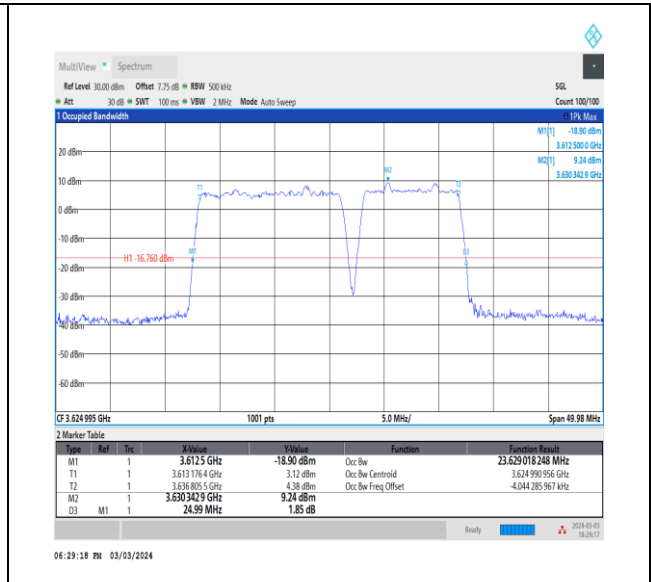 MultiView Spectrum
Ref Level 30.00 dBm Offset 7.75 dB RBW 500 kHz SGL
Att 30 dB SWT 100 ms VBW 2 MHz Mode Auto Sweep Count 100/100
1 Occupied Bandwidth 1Pk Max
M1[1] -18.90 dBm
3.612 500 0 GHz
M2[1] 9.24 dBm
3.630 342 9 GHz
20 dBm
M2
10 dBm
T1
T2
0 dBm
-10 dBm
M1
D3
H1 -16.760 dBm
-20 dBm
-30 dBm
-40 dBm
-50 dBm
-60 dBm
CF 3.624 995 GHz 1001 pts 5.0 MHz/ Span 49.98 MHz
2 Marker Table
Type Ref Trc X-Value Y-Value Function Function Result
M1 1 3.612 5 GHz -18.90 dBm Occ Bw 23.629 018 248 MHz
T1 1 3.613 176 4 GHz 3.12 dBm Occ Bw Centroid 3.624 990 956 GHz
T2 1 3.636 805 5 GHz 4.38 dBm Occ Bw Freq Offset -4.044 285 967 kHz
M2 1 3.630 342 9 GHz 9.24 dBm
D3 M1 1 24.99 MHz 1.85 dB
Ready 2024-03-03
18:29:17
06:29:18 PM 03/03/2024